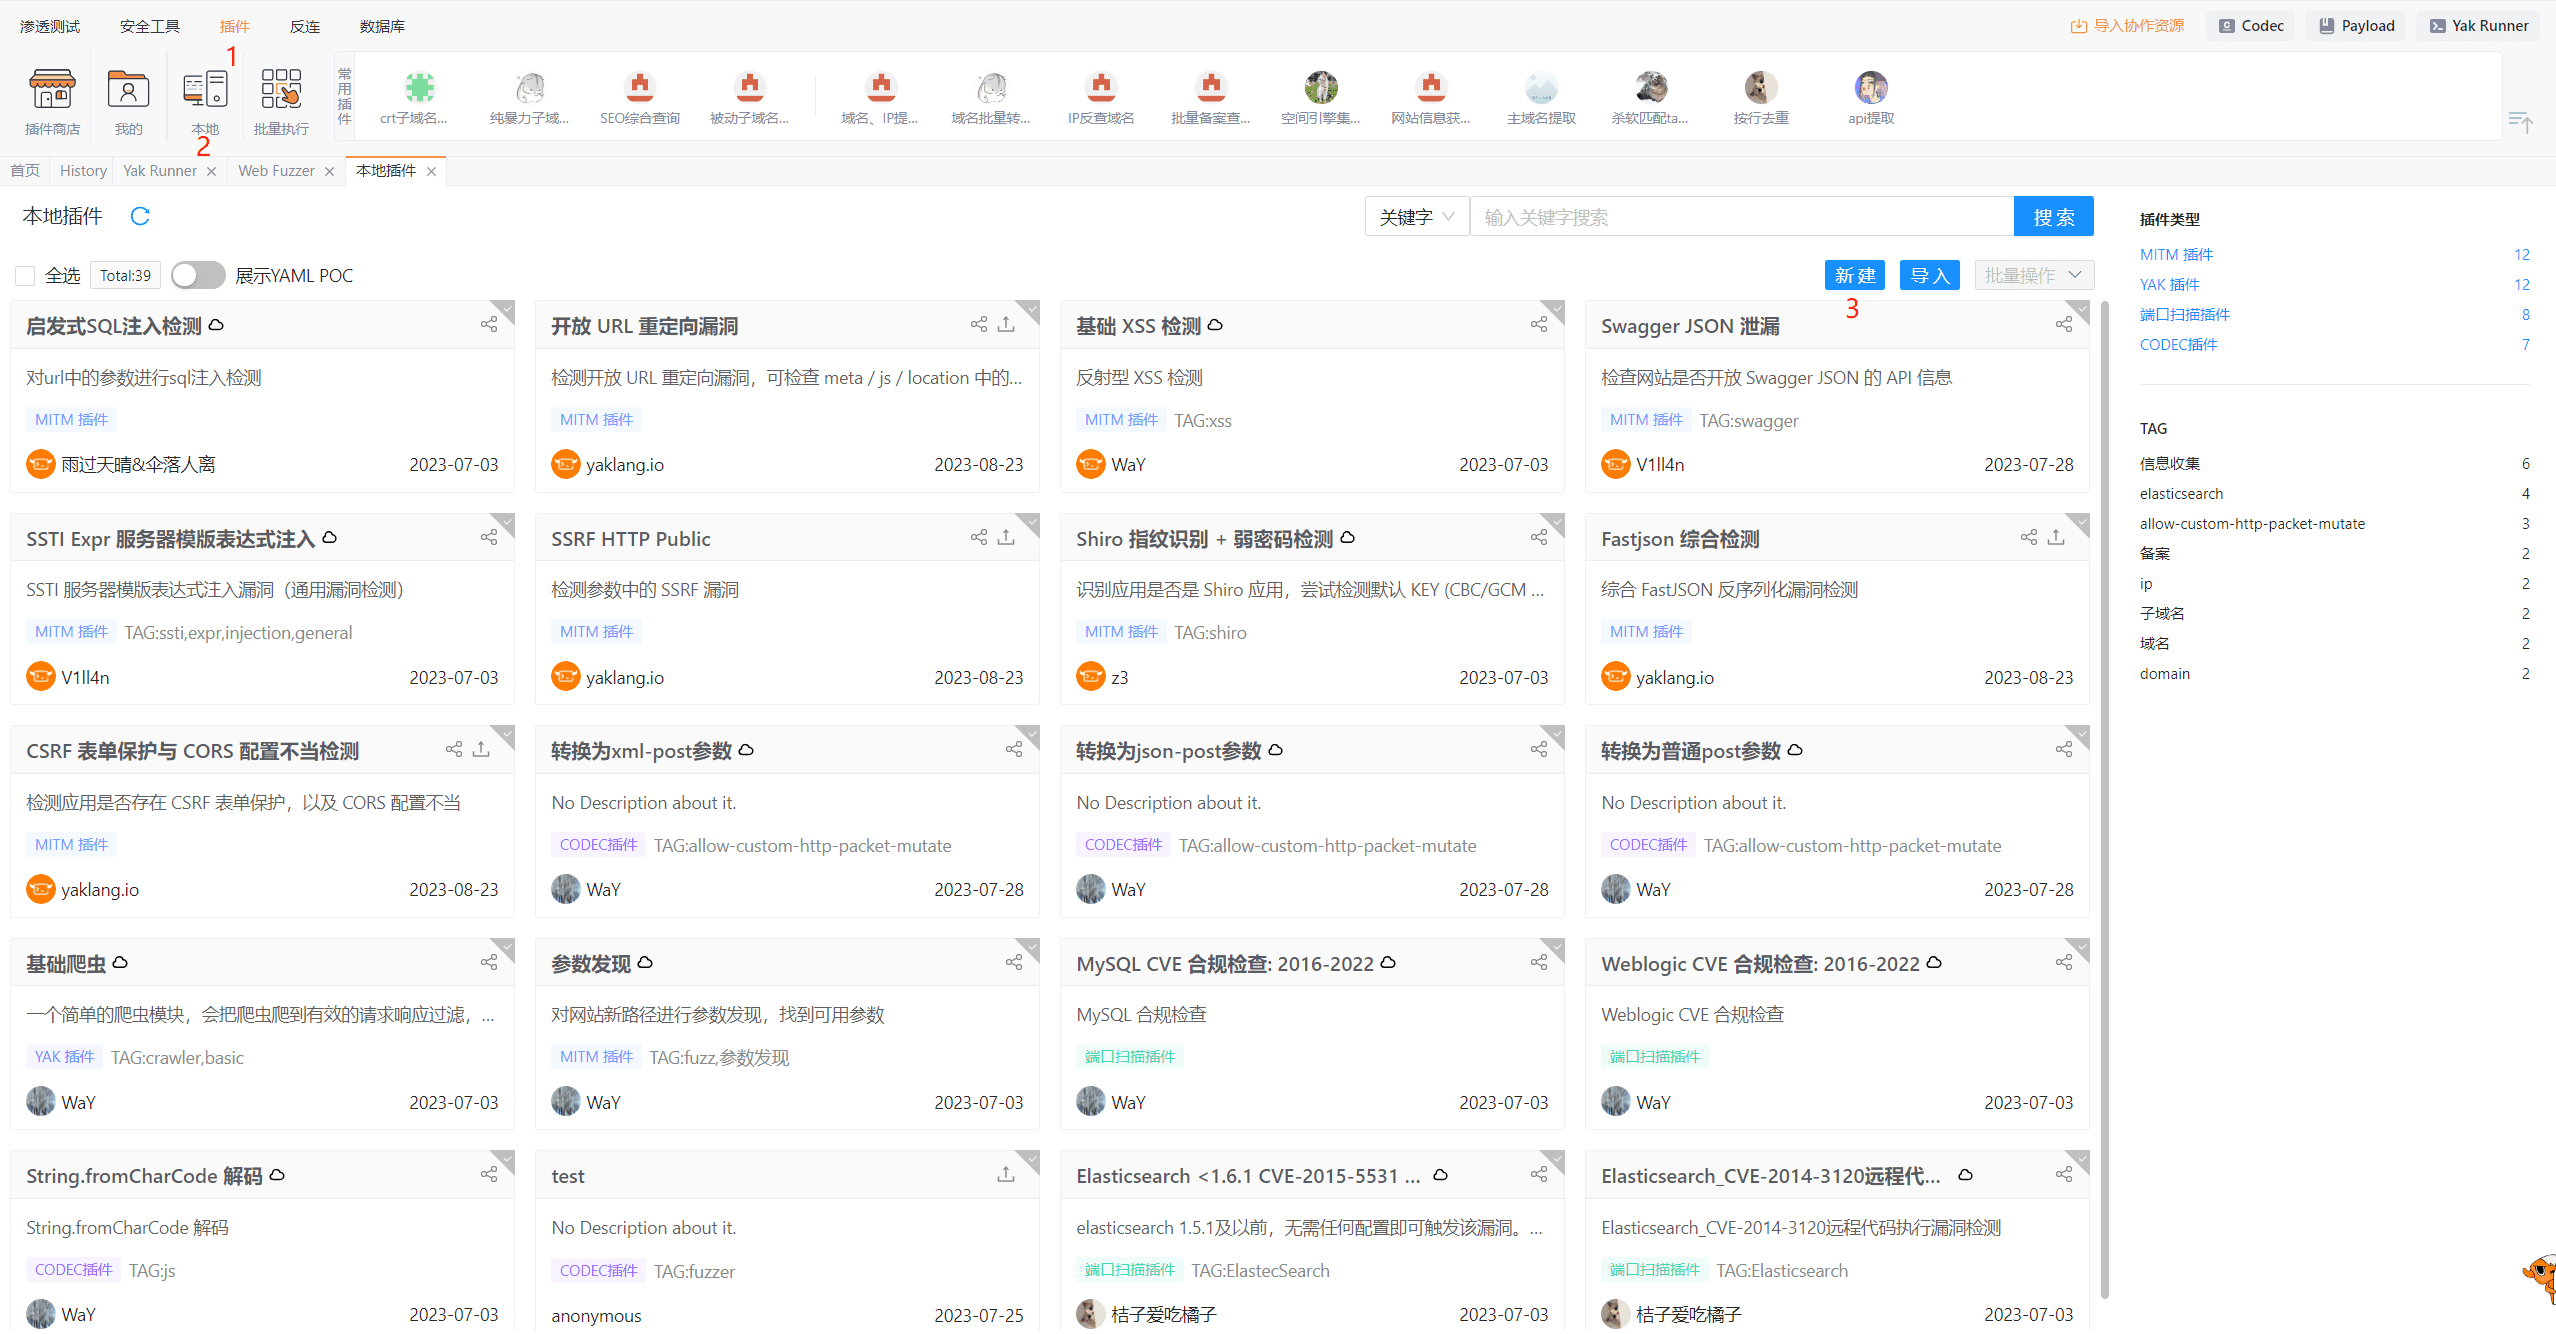 渗透测试 安全工具 插件 反连 数据库 导入协作资源 Codec Payload Yak Runner
1
插件商店 我的 本地 批量执行 常用插件 crt子域名... 纯暴力子域... SEO综合查询 被动子域名... 域名、IP提... 域名批量转... IP反查域名 批量备案查... 空间引擎集... 网站信息获... 主域名提取 杀软匹配ta... 按行去重 api提取
2
首页 History Yak Runner Web Fuzzer 本地插件
本地插件 关键字 输入关键字搜索 搜索
全选 Total:39 展示YAML POC 新建 导入 批量操作
3
启发式SQL注入检测
对url中的参数进行sql注入检测
MITM 插件
雨过天晴&伞落人离 2023-07-03
开放 URL 重定向漏洞
检测开放 URL 重定向漏洞，可检查 meta / js / location 中的...
MITM 插件
yaklang.io 2023-08-23
基础 XSS 检测
反射型 XSS 检测
MITM 插件 TAG:xss
WaY 2023-07-03
Swagger JSON 泄漏
检查网站是否开放 Swagger JSON 的 API 信息
MITM 插件 TAG:swagger
V1ll4n 2023-07-28
SSTI Expr 服务器模版表达式注入
SSTI 服务器模版表达式注入漏洞（通用漏洞检测）
MITM 插件 TAG:ssti,expr,injection,general
V1ll4n 2023-07-03
SSRF HTTP Public
检测参数中的 SSRF 漏洞
MITM 插件
yaklang.io 2023-08-23
Shiro 指纹识别 + 弱密码检测
识别应用是否是 Shiro 应用，尝试检测默认 KEY (CBC/GCM ...
MITM 插件 TAG:shiro
z3 2023-07-03
Fastjson 综合检测
综合 FastJSON 反序列化漏洞检测
MITM 插件
yaklang.io 2023-08-23
CSRF 表单保护与 CORS 配置不当检测
检测应用是否存在 CSRF 表单保护，以及 CORS 配置不当
MITM 插件
yaklang.io 2023-08-23
转换为xml-post参数
No Description about it.
CODEC插件 TAG:allow-custom-http-packet-mutate
WaY 2023-07-28
转换为json-post参数
No Description about it.
CODEC插件 TAG:allow-custom-http-packet-mutate
WaY 2023-07-28
转换为普通post参数
No Description about it.
CODEC插件 TAG:allow-custom-http-packet-mutate
WaY 2023-07-28
基础爬虫
一个简单的爬虫模块，会把爬虫爬到有效的请求响应过滤，...
YAK 插件 TAG:crawler,basic
WaY 2023-07-03
参数发现
对网站新路径进行参数发现，找到可用参数
MITM 插件 TAG:fuzz,参数发现
WaY 2023-07-03
MySQL CVE 合规检查: 2016-2022
MySQL 合规检查
端口扫描插件
WaY 2023-07-03
Weblogic CVE 合规检查: 2016-2022
Weblogic CVE 合规检查
端口扫描插件
WaY 2023-07-03
String.fromCharCode 解码
String.fromCharCode 解码
CODEC插件 TAG:js
WaY 2023-07-03
test
No Description about it.
CODEC插件 TAG:fuzzer
anonymous 2023-07-25
Elasticsearch <1.6.1 CVE-2015-5531 ...
elasticsearch 1.5.1及以前，无需任何配置即可触发该漏洞。...
端口扫描插件 TAG:ElastecSearch
桔子爱吃橘子 2023-07-03
Elasticsearch_CVE-2014-3120远程代...
Elasticsearch_CVE-2014-3120远程代码执行漏洞检测
端口扫描插件 TAG:Elasticsearch
桔子爱吃橘子 2023-07-03
插件类型
MITM 插件 12
YAK 插件 12
端口扫描插件 8
CODEC插件 7
TAG
信息收集 6
elasticsearch 4
allow-custom-http-packet-mutate 3
备案 2
ip 2
子域名 2
域名 2
domain 2